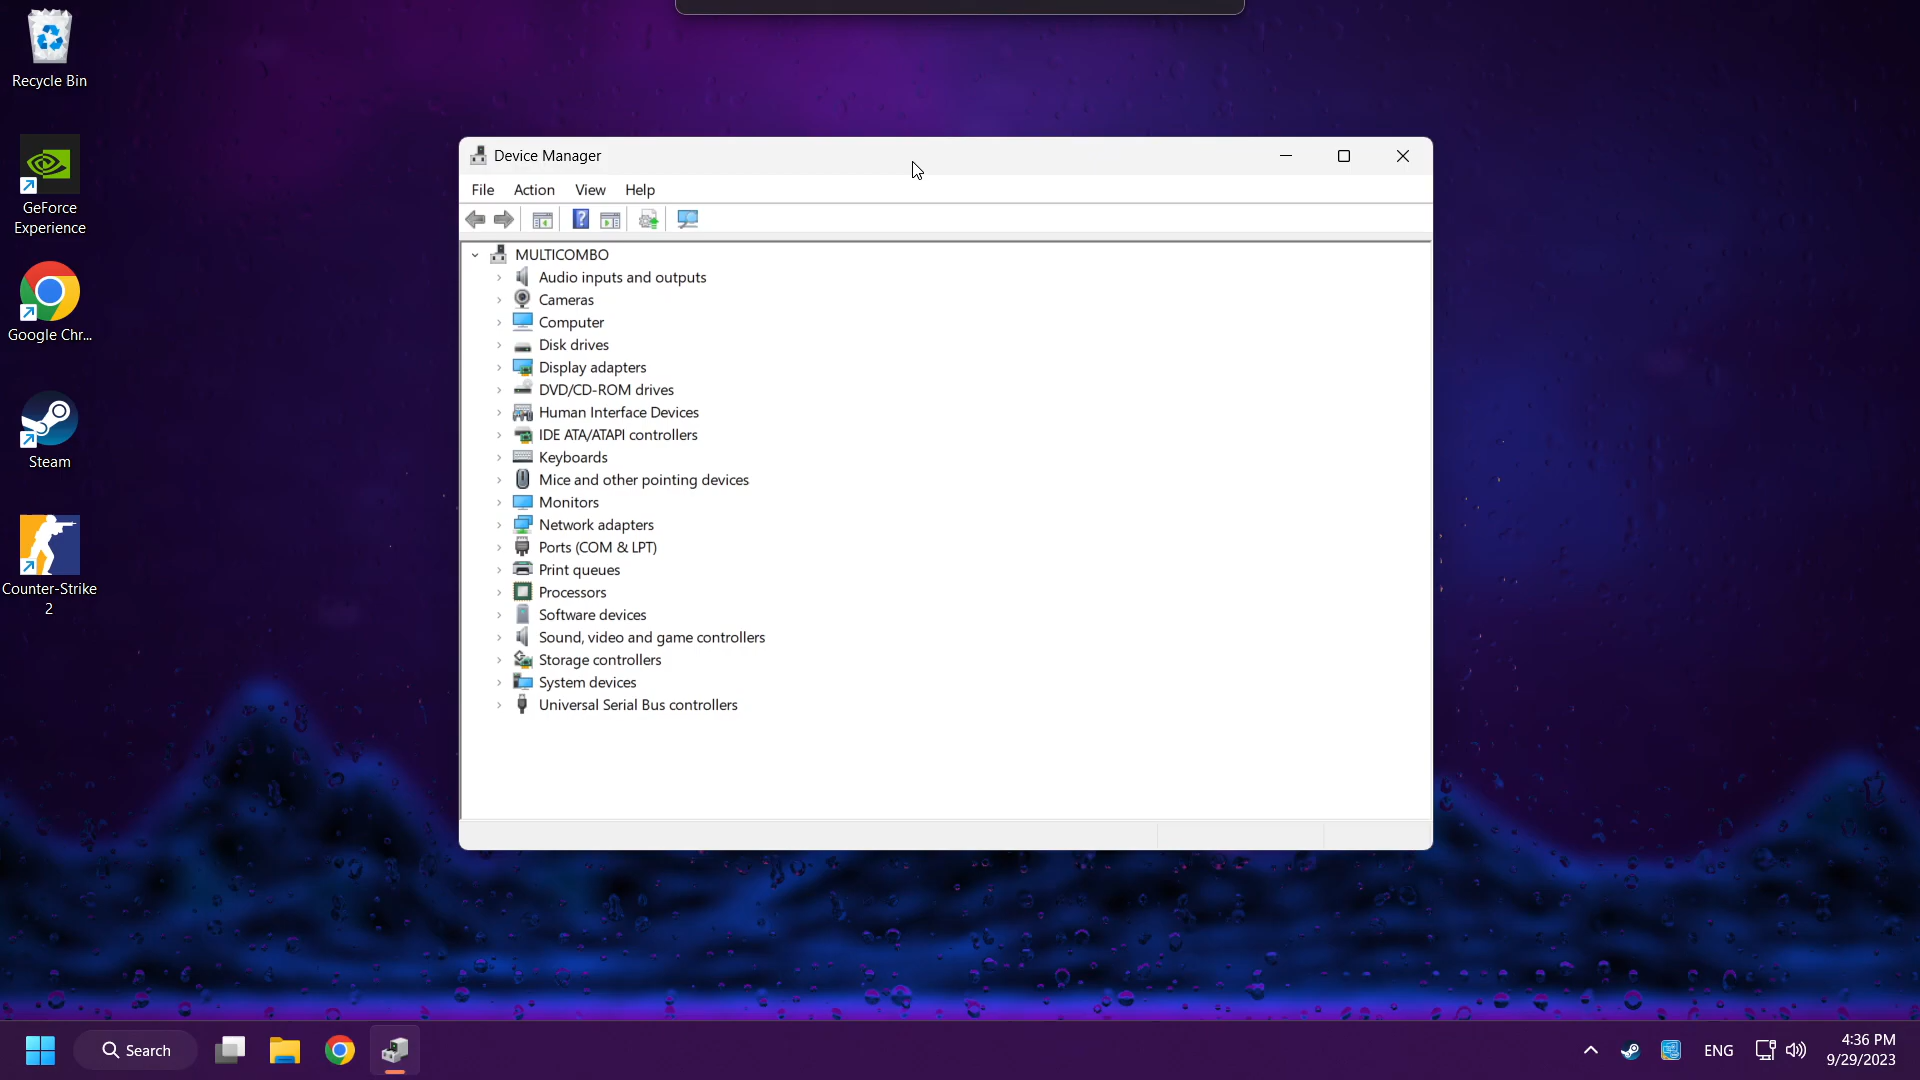 Recycle Bin
GeForce
Experience
Google Chr...
Steam
Counter-Strike
2
Device Manager
File Action View Help
?
MULTICOMBO
Audio inputs and outputs
Cameras
Computer
Disk drives
Display adapters
DVD/CD-ROM drives
Human Interface Devices
IDE ATA/ATAPI controllers
Keyboards
Mice and other pointing devices
Monitors
Network adapters
Ports (COM & LPT)
Print queues
Processors
Software devices
Sound, video and game controllers
Storage controllers
System devices
Universal Serial Bus controllers
Search
ENG
4:36 PM
9/29/2023